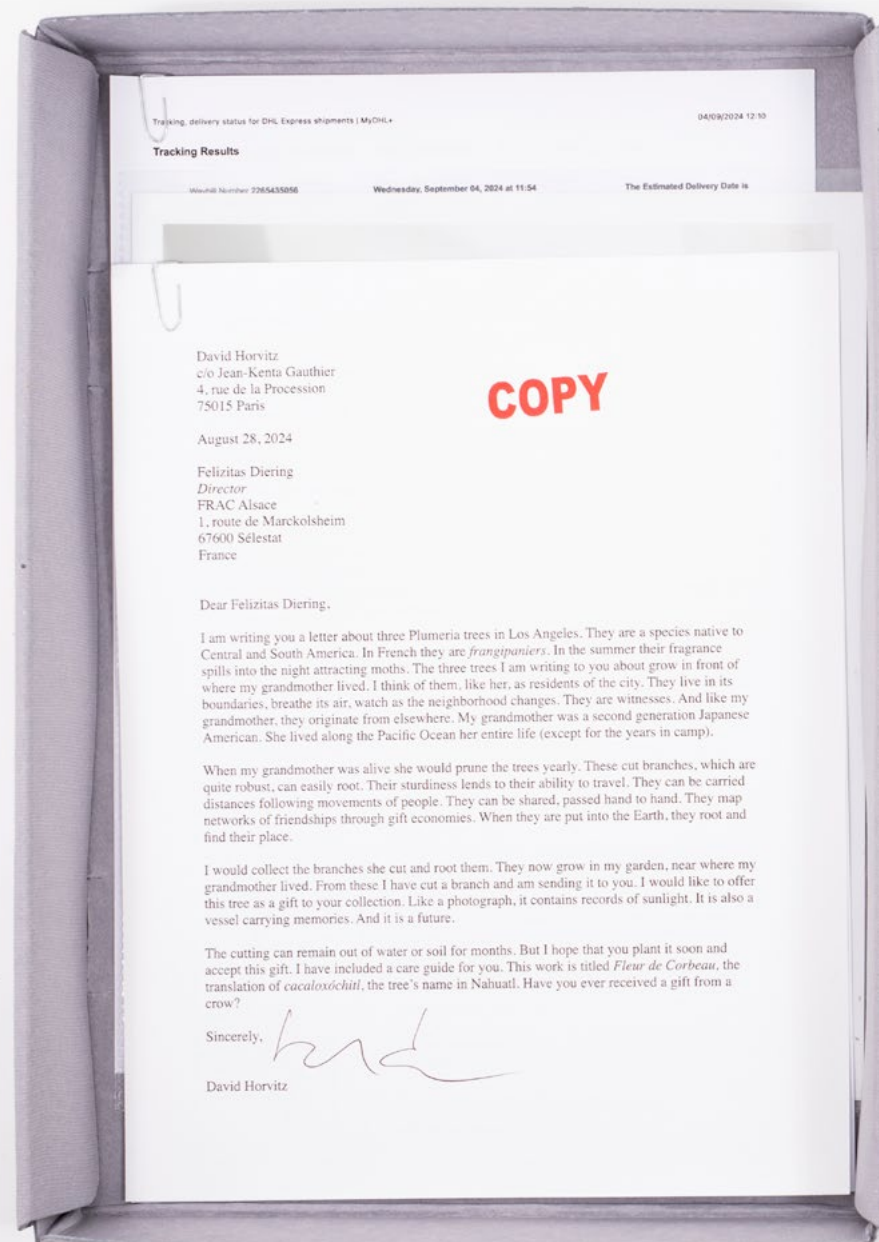 Tracking, delivery status for DHL Express shipments | MyDHL+
04/09/2024 12:10
Tracking Results
Waybill Number 2265435056
Wednesday, September 04, 2024 at 11:54
The Estimated Delivery Date is
COPY
David Horvitz
c/o Jean-Kenta Gauthier
4, rue de la Procession
75015 Paris
August 28, 2024
Felizitas Diering
Director
FRAC Alsace
1, route de Marckolsheim
67600 Sélestat
France
Dear Felizitas Diering,
I am writing you a letter about three Plumeria trees in Los Angeles. They are a species native to
Central and South America. In French they are frangipaniers. In the summer their fragrance
spills into the night attracting moths. The three trees I am writing to you about grow in front of
where my grandmother lived. I think of them, like her, as residents of the city. They live in its
boundaries, breathe its air, watch as the neighborhood changes. They are witnesses. And like my
grandmother, they originate from elsewhere. My grandmother was a second generation Japanese
American. She lived along the Pacific Ocean her entire life (except for the years in camp).
When my grandmother was alive she would prune the trees yearly. These cut branches, which are
quite robust, can easily root. Their sturdiness lends to their ability to travel. They can be carried
distances following movements of people. They can be shared, passed hand to hand. They map
networks of friendships through gift economies. When they are put into the Earth, they root and
find their place.
I would collect the branches she cut and root them. They now grow in my garden, near where my
grandmother lived. From these I have cut a branch and am sending it to you. I would like to offer
this tree as a gift to your collection. Like a photograph, it contains records of sunlight. It is also a
vessel carrying memories. And it is a future.
The cutting can remain out of water or soil for months. But I hope that you plant it soon and
accept this gift. I have included a care guide for you. This work is titled Fleur de Corbeau, the
translation of cacaloxóchitl, the tree's name in Nahuatl. Have you ever received a gift from a
crow?
Sincerely,
David Horvitz